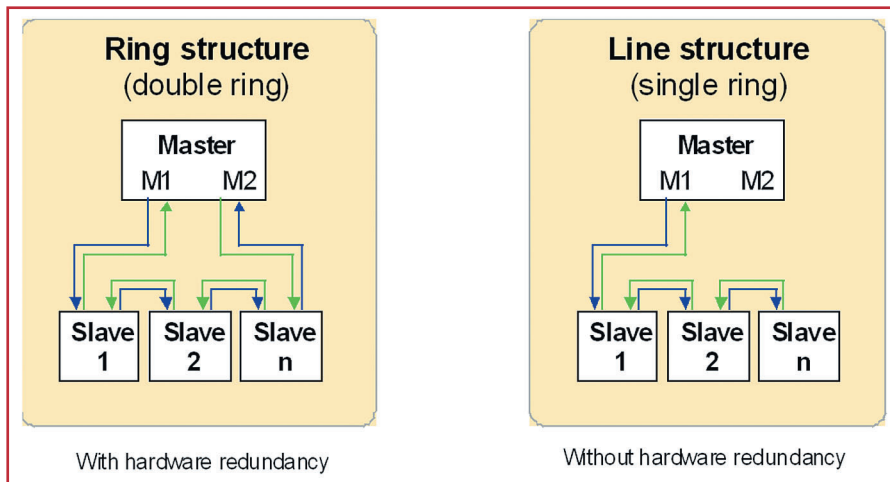 Ring structure
(double ring)
Master
M1 M2
Slave 1
Slave 2
Slave n
With hardware redundancy
Line structure
(single ring)
Master
M1 M2
Slave 1
Slave 2
Slave n
Without hardware redundancy